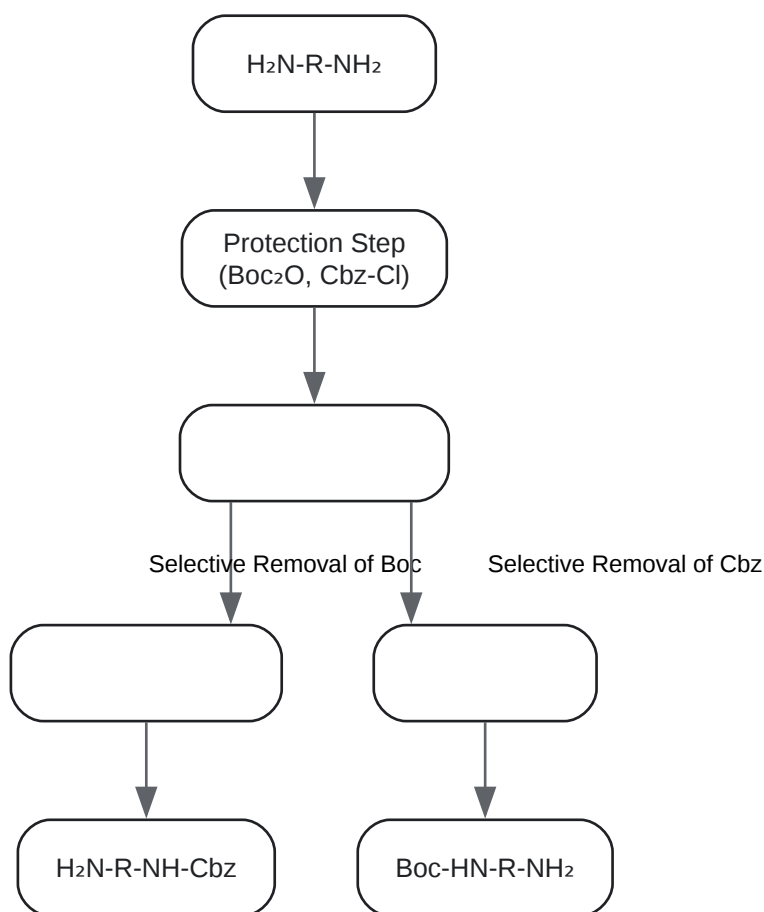 H₂N-R-NH₂
Protection Step
(Boc₂O, Cbz-Cl)
Selective Removal of Boc
Selective Removal of Cbz
H₂N-R-NH-Cbz
Boc-HN-R-NH₂